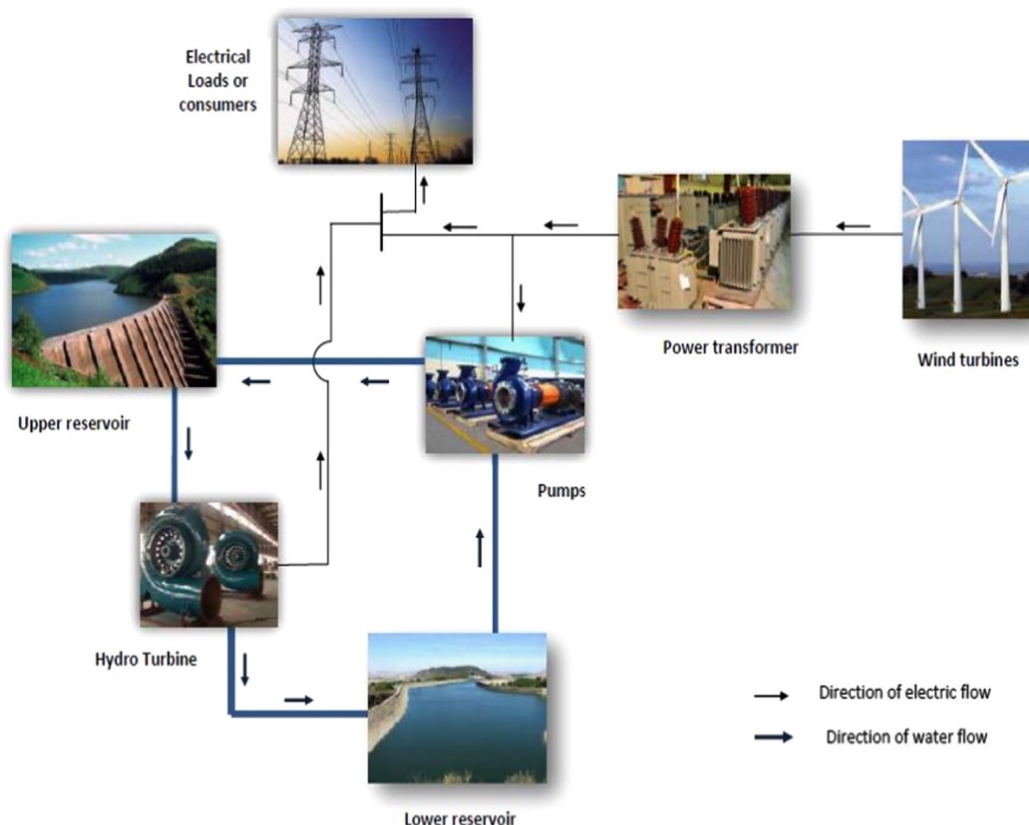 Electrical
Loads or
consumers
Power transformer
Wind turbines
Upper reservoir
Pumps
Hydro Turbine
Direction of electric flow
Direction of water flow
Lower reservoir